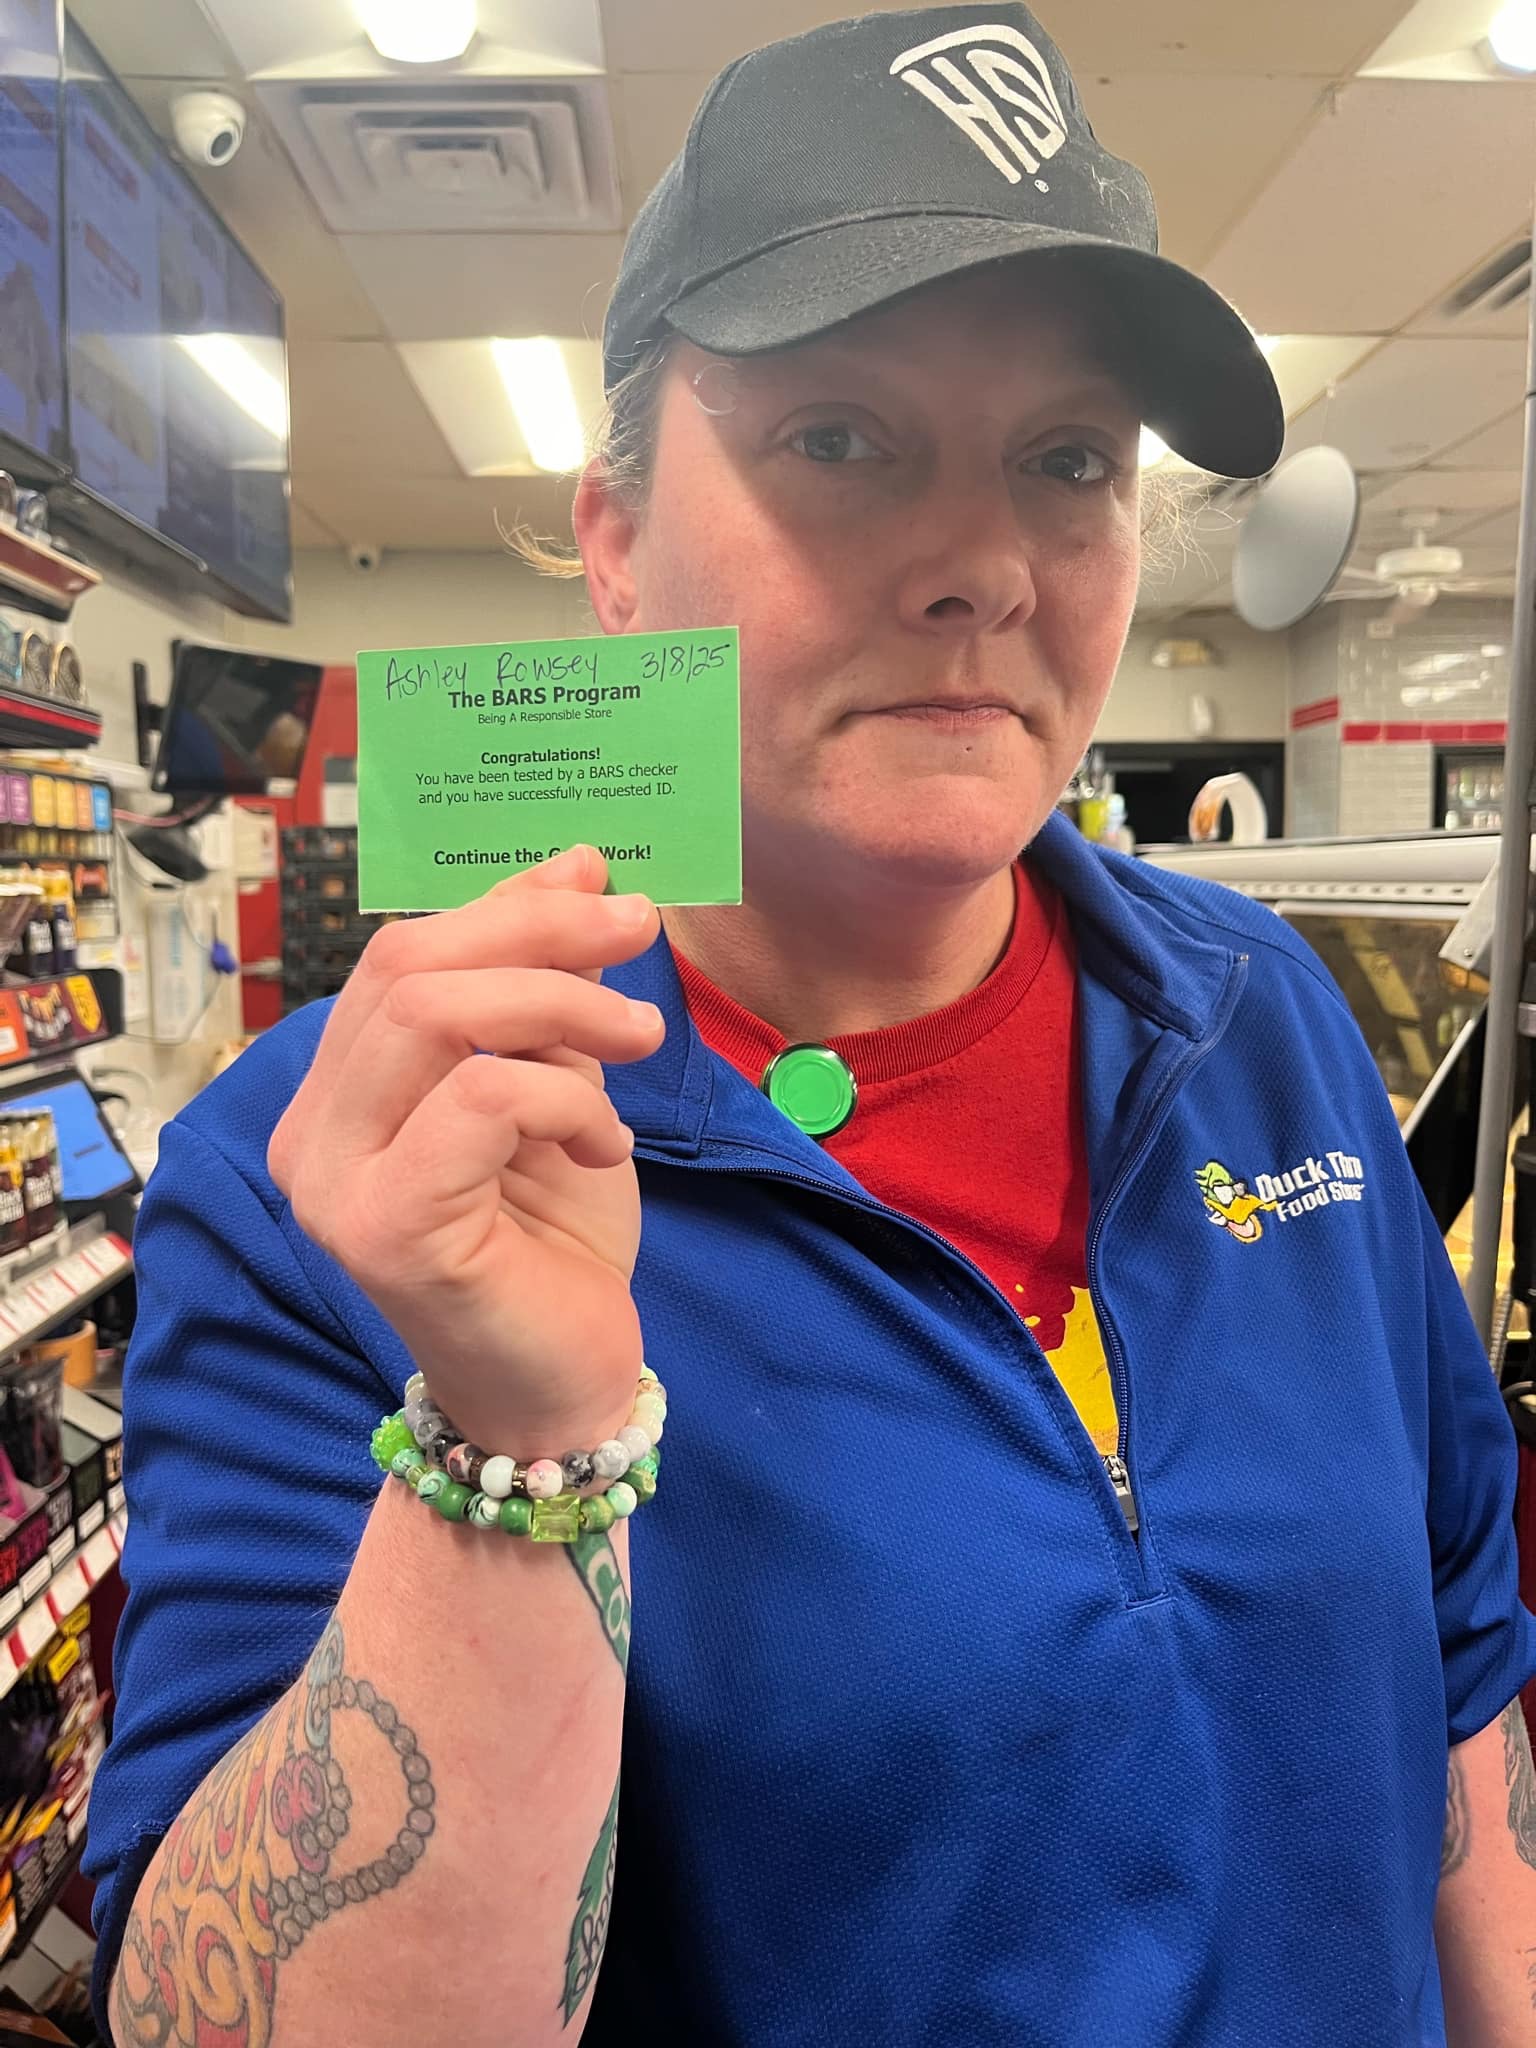 HS
Ashley Rowsey 3/8/25
The BARS Program
Being A Responsible Store
Congratulations!
You have been tested by a BARS checker
and you have successfully requested ID.
Continue the Work!
Duck Thru
Food Stores